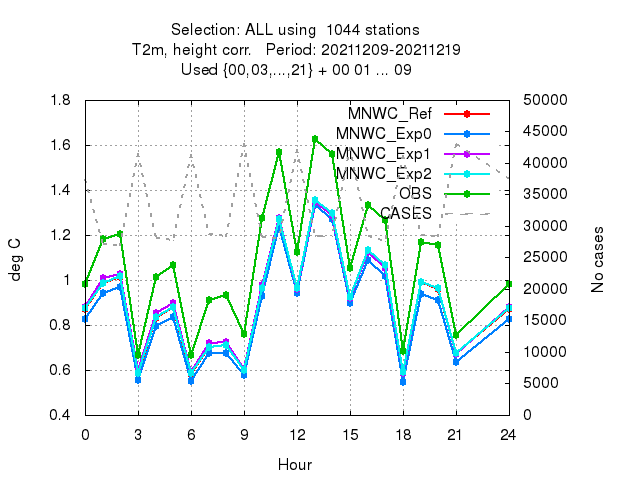 Selection: ALL using  1044 stations
T2m, height corr.   Period: 20211209-20211219
Used {00,03,...,21} + 00 01 ... 09
1.8
1.6
1.4
1.2
1
0.8
0.6
0.4
deg C
MNWC_Ref
MNWC_Exp0
MNWC_Exp1
MNWC_Exp2
OBS
CASES
50000
45000
40000
35000
30000
25000
20000
15000
10000
5000
0
No cases
0 3 6 9 12 15 18 21 24
Hour